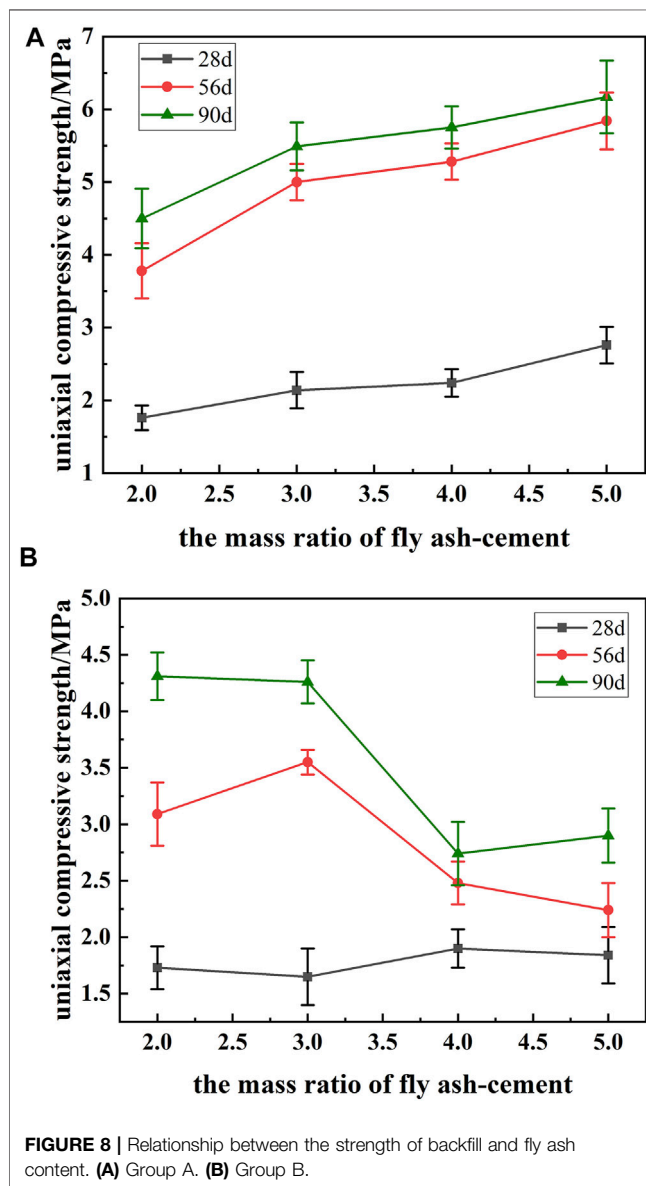 A
7
6
5
4
3
2
1
28d
56d
90d
uniaxial compressive strength/MPa
2.0 2.5 3.0 3.5 4.0 4.5 5.0
the mass ratio of fly ash-cement
B
5.0
4.5
4.0
3.5
3.0
2.5
2.0
1.5
28d
56d
90d
uniaxial compressive strength/MPa
2.0 2.5 3.0 3.5 4.0 4.5 5.0
the mass ratio of fly ash-cement
FIGURE 8 | Relationship between the strength of backfill and fly ash
content. (A) Group A. (B) Group B.